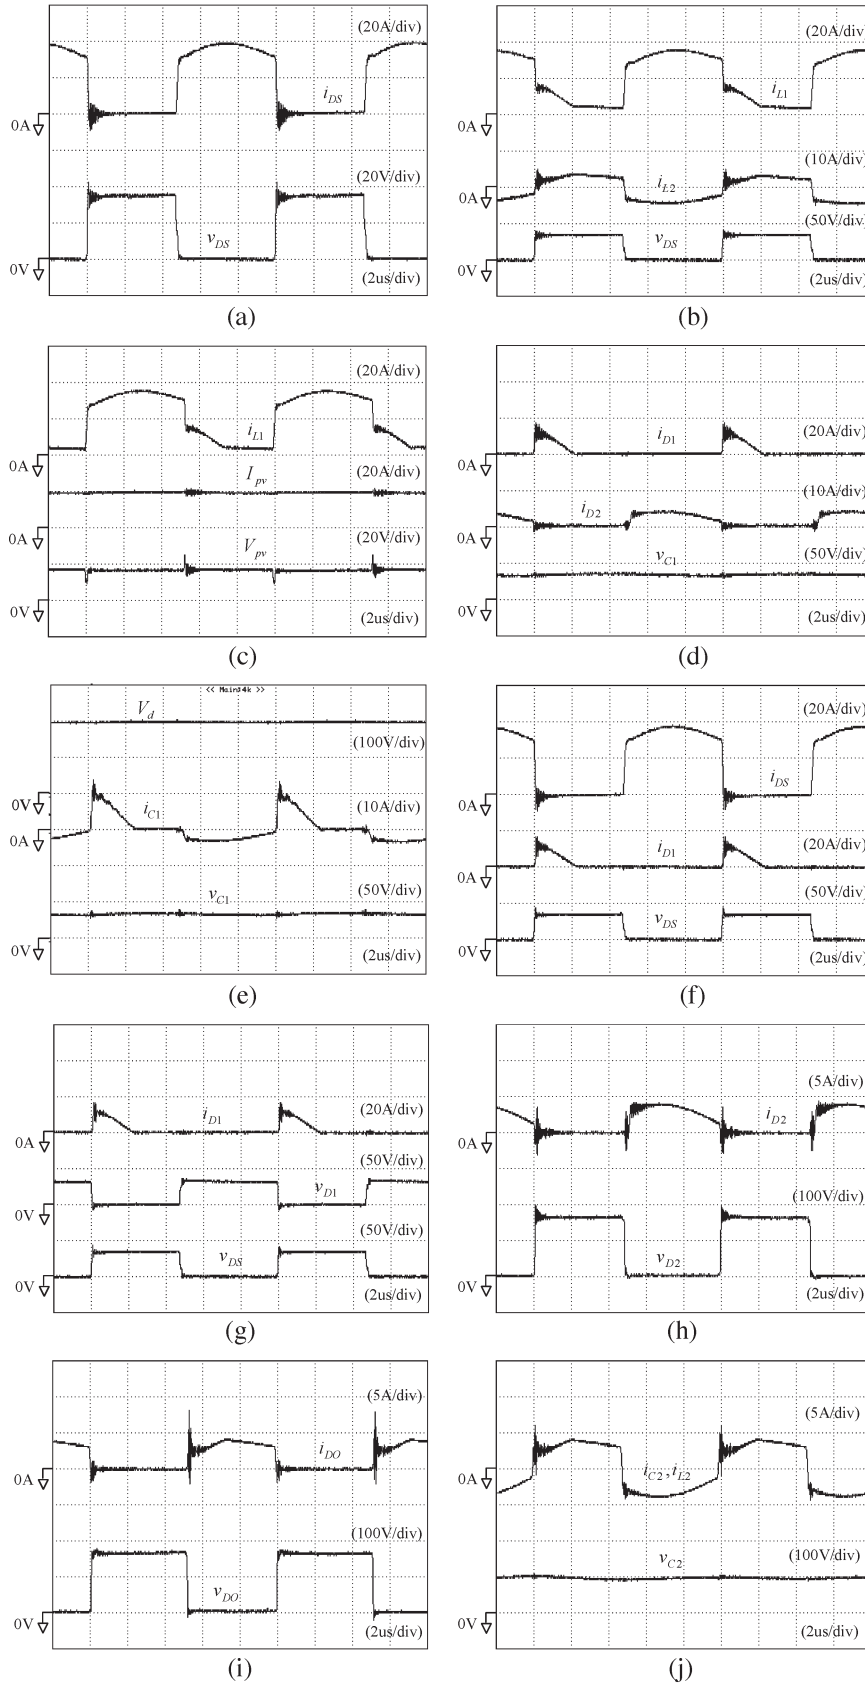 (20A/div)
i_DS
0A
(20V/div)
v_DS
0V
(2us/div)
(a)
(20A/div)
i_L1
0A
(10A/div)
i_L2
0A
(50V/div)
v_DS
0V
(2us/div)
(b)
(20A/div)
i_L1
0A
(20A/div)
I_pv
0A
(20V/div)
V_pv
0V
(2us/div)
(c)
i_D1
(20A/div)
0A
(10A/div)
i_D2
0A
v_C1
(50V/div)
0V
(2us/div)
(d)
<< Main:4k >>
V_d
(100V/div)
0V
i_C1
(10A/div)
0A
v_C1
(50V/div)
0V
(2us/div)
(e)
(20A/div)
i_DS
0A
i_D1
(20A/div)
0A
(50V/div)
v_DS
0V
(2us/div)
(f)
i_D1
(20A/div)
0A
(50V/div)
v_D1
0V
(50V/div)
v_DS
0V
(2us/div)
(g)
(5A/div)
i_D2
0A
(100V/div)
v_D2
0V
(2us/div)
(h)
(5A/div)
i_DO
0A
(100V/div)
v_DO
0V
(2us/div)
(i)
(5A/div)
0A
i_C2, i_L2
v_C2
(100V/div)
0V
(2us/div)
(j)